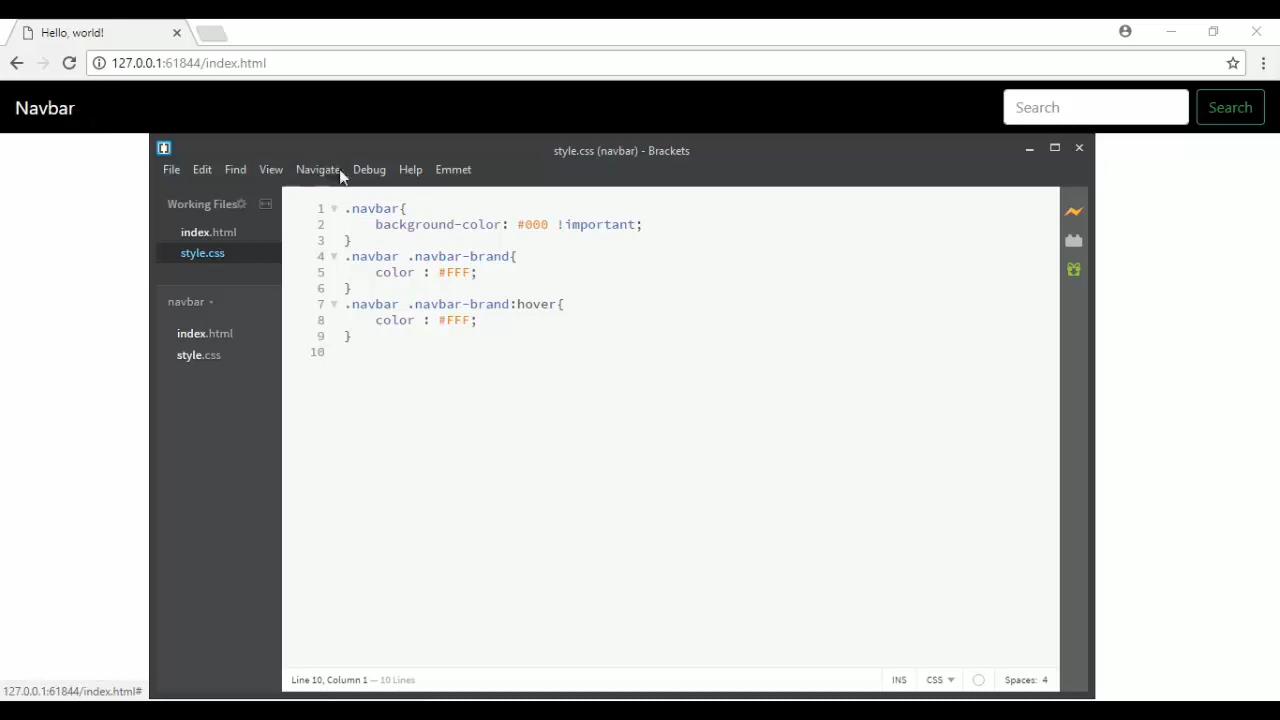 Hello, world!
127.0.0.1:61844/index.html
Navbar
Search
Search
style.css (navbar) - Brackets
File Edit Find View Navigate Debug Help Emmet
Working Files
index.html
style.css
navbar
index.html
style.css
1 .navbar{
2 background-color: #000 !important;
3 }
4 .navbar .navbar-brand{
5 color : #FFF;
6 }
7 .navbar .navbar-brand:hover{
8 color : #FFF;
9 }
10
Line 10, Column 1 — 10 Lines
INS CSS Spaces: 4
127.0.0.1:61844/index.html#